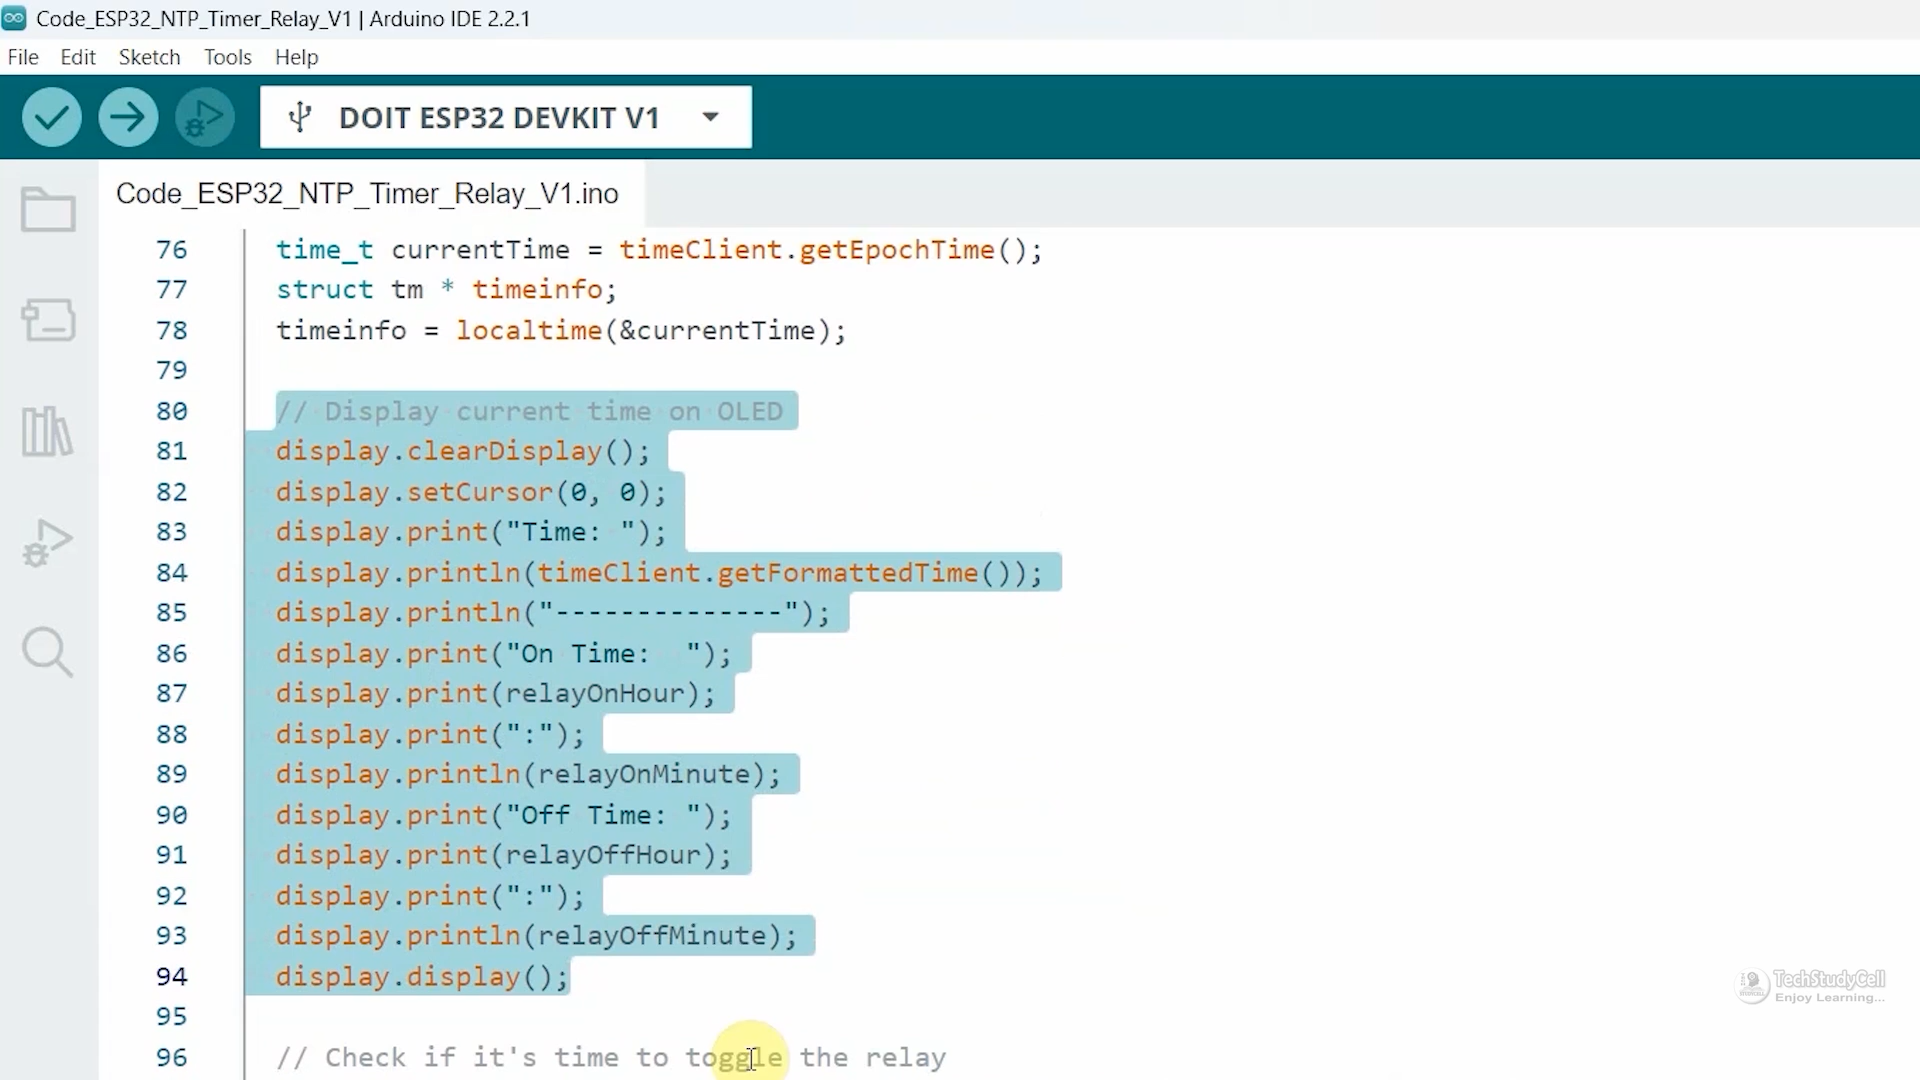 Code_ESP32_NTP_Timer_Relay_V1 | Arduino IDE 2.2.1
File Edit Sketch Tools Help
DOIT ESP32 DEVKIT V1
Code_ESP32_NTP_Timer_Relay_V1.ino
76 time_t currentTime = timeClient.getEpochTime();
77 struct tm * timeinfo;
78 timeinfo = localtime(&currentTime);
79
80 // Display current time on OLED
81 display.clearDisplay();
82 display.setCursor(0, 0);
83 display.print("Time: ");
84 display.println(timeClient.getFormattedTime());
85 display.println("--------------");
86 display.print("On Time:  ");
87 display.print(relayOnHour);
88 display.print(":");
89 display.println(relayOnMinute);
90 display.print("Off Time: ");
91 display.print(relayOffHour);
92 display.print(":");
93 display.println(relayOffMinute);
94 display.display();
95
96 // Check if it's time to toggle the relay
TechStudyCell
Enjoy Learning...